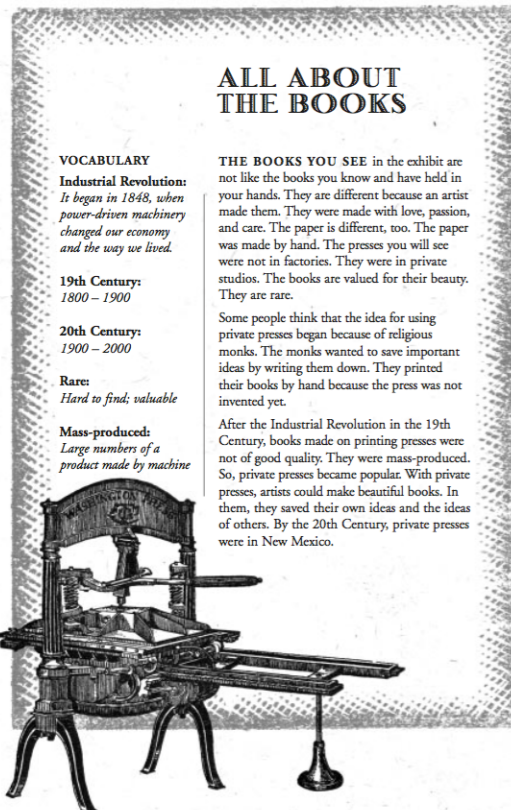 ALL ABOUT
THE BOOKS
VOCABULARY
Industrial Revolution:
It began in 1848, when
power-driven machinery
changed our economy
and the way we lived.
19th Century:
1800 – 1900
20th Century:
1900 – 2000
Rare:
Hard to find; valuable
Mass-produced:
Large numbers of a
product made by machine
THE BOOKS YOU SEE in the exhibit are
not like the books you know and have held in
your hands. They are different because an artist
made them. They were made with love, passion,
and care. The paper is different, too. The paper
was made by hand. The presses you will see
were not in factories. They were in private
studios. The books are valued for their beauty.
They are rare.
Some people think that the idea for using
private presses began because of religious
monks. The monks wanted to save important
ideas by writing them down. They printed
their books by hand because the press was not
invented yet.
After the Industrial Revolution in the 19th
Century, books made on printing presses were
not of good quality. They were mass-produced.
So, private presses became popular. With private
presses, artists could make beautiful books. In
them, they saved their own ideas and the ideas
of others. By the 20th Century, private presses
were in New Mexico.
WASHINGTON